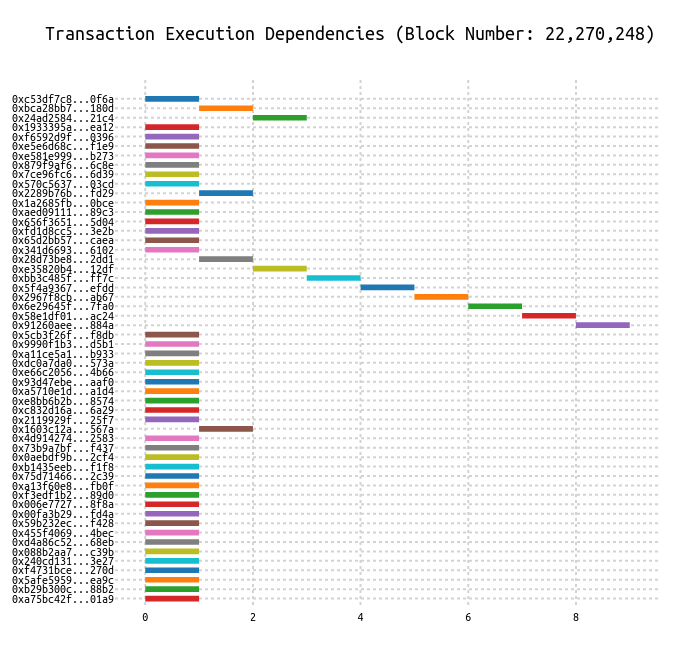 Transaction Execution Dependencies (Block Number: 22,270,248)
0xc53df7c8...0f6a
0xbca28bb7...180d
0x24ad2584...21c4
0x1933395a...ea12
0xf6592d9f...0396
0xe5e6d68c...f1e9
0xe581e999...b273
0x879f9af6...6c8e
0x7ce96fc6...6d39
0x570c5637...03cd
0x2289b76b...fd29
0x1a2685fb...0bce
0xaed09111...89c3
0x656f3651...5d04
0xfd1d8cc5...3e2b
0x65d2bb57...caea
0x341d6693...6102
0x28d73be8...2dd1
0xe35820b4...12df
0xbb3c485f...ff7c
0x5f4a9367...efdd
0x2967f8cb...ab67
0x6e29645f...7fa0
0x58e1df01...ac24
0x91260aee...884a
0x5cb3f26f...f8db
0x9990f1b3...d5b1
0xa11ce5a1...b933
0xdc0a7da0...573a
0xe66c2056...4b66
0x93d47ebe...aaf0
0xa5710e1d...a1d4
0xe8bb6b2b...8574
0xc832d16a...6a29
0x2119929f...25f7
0x1603c12a...567a
0x4d914274...2583
0x73b9a7bf...f437
0x0aebdf9b...2cf4
0xb1435eeb...f1f8
0x75d71466...2c39
0xa13f60e8...fb0f
0xf3edf1b2...89d0
0x006e7727...8f8a
0x00fa3b29...fd4a
0x59b232ec...f428
0x455f4069...4bec
0xd4a86c52...68eb
0x088b2aa7...c39b
0x240cd131...3e27
0xf4731bce...270d
0x5afe5959...ea9c
0xb29b300c...88b2
0xa75bc42f...01a9
0 2 4 6 8